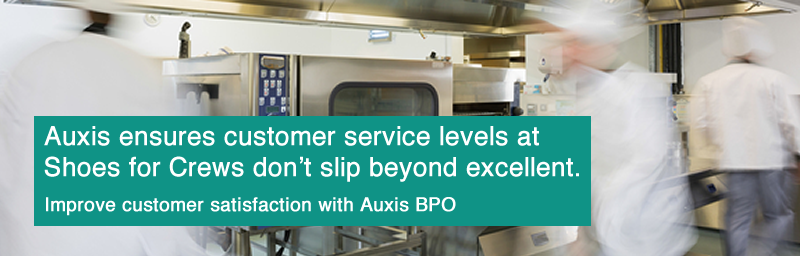 Auxis ensures customer service levels at
Shoes for Crews don’t slip beyond excellent.
Improve customer satisfaction with Auxis BPO